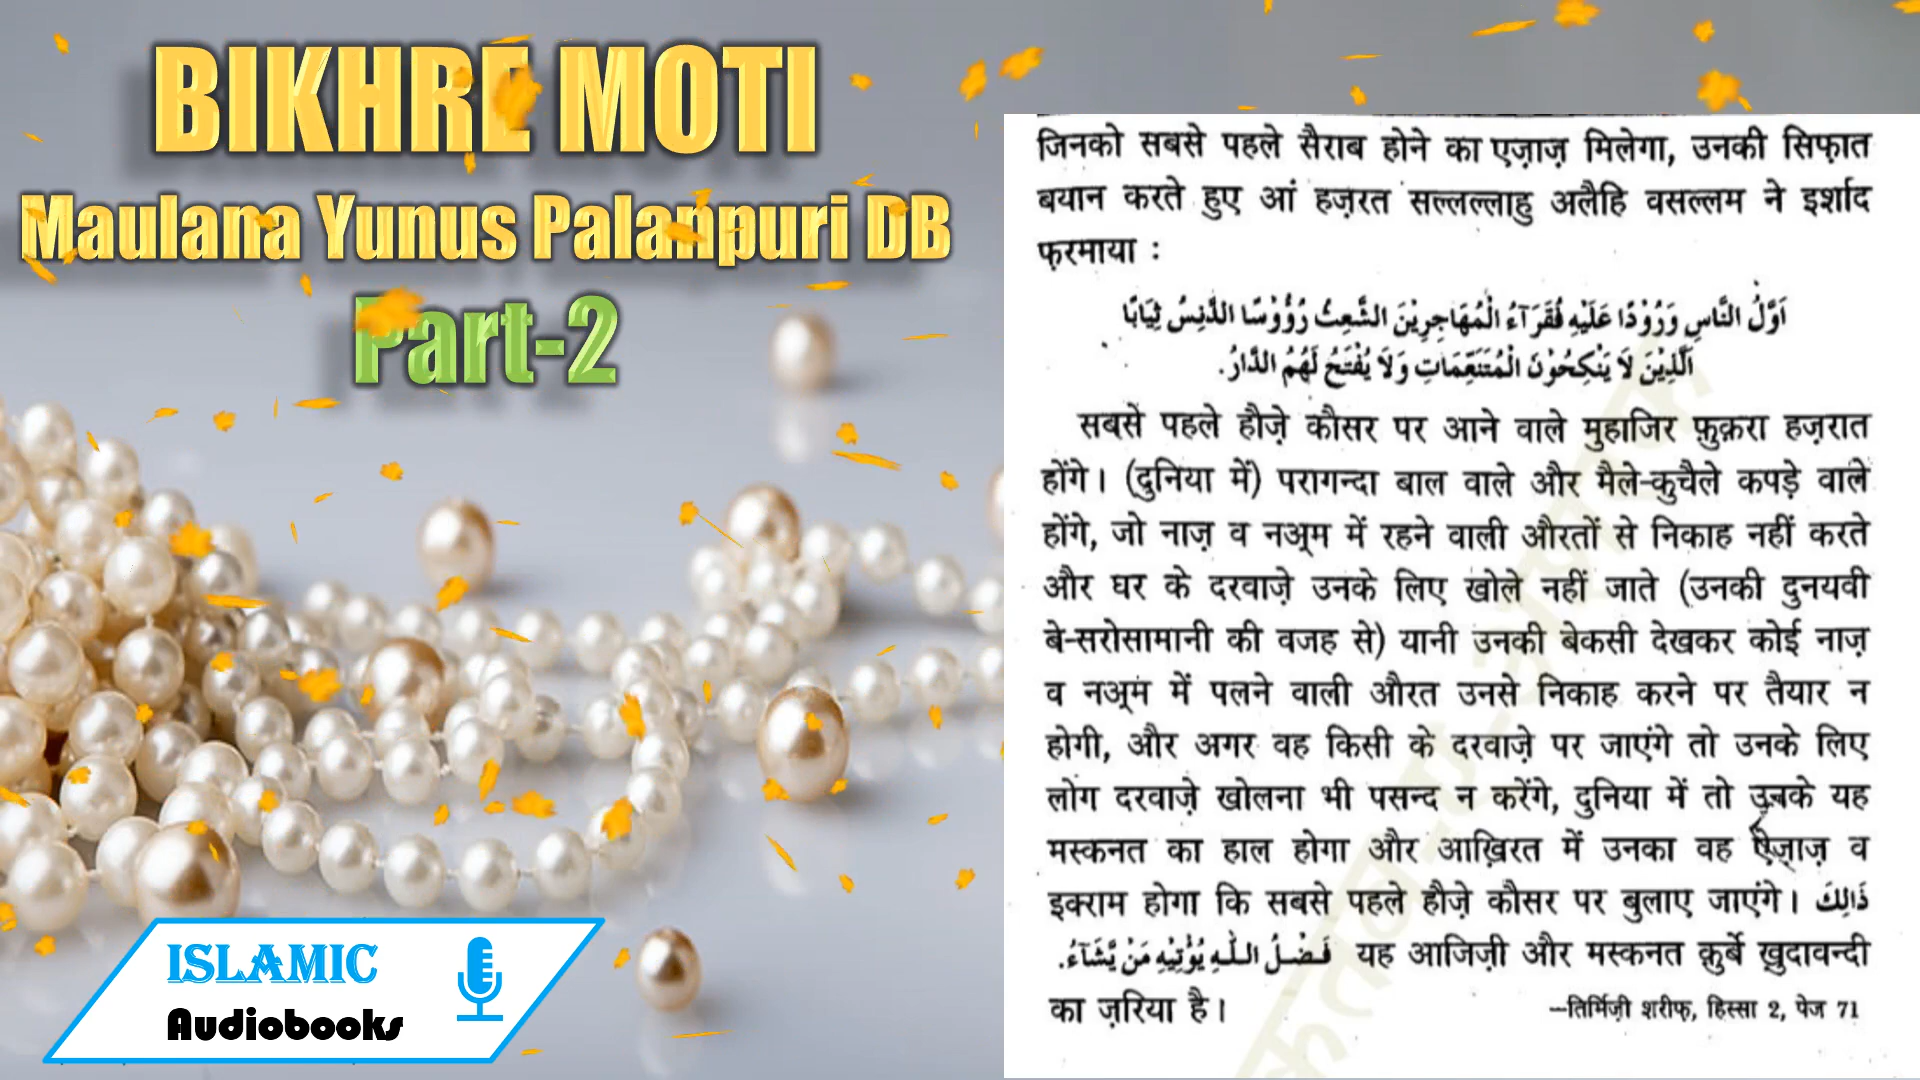 BIKHRE MOTI
Maulana Yunus Palanpuri DB
Part-2
ISLAMIC
Audiobooks
जिनको सबसे पहले सैराब होने का एज़ाज़ मिलेगा, उनकी सिफ़ात
बयान करते हुए आं हज़रत सल्लल्लाहु अलैहि वसल्लम ने इर्शाद
फ़रमाया :
اَوَّلُ النَّاسِ وَرُوْدًا عَلَيْهِ فُقَرَآءُ الْمُهَاجِرِيْنَ الشَّعِثُ رُؤُوْسًا الدَّنِسُ ثِيَابًا
اَلَّذِيْنَ لَا يَنْكِحُوْنَ الْمُتَنَعِّمَاتِ وَلَا يُفْتَحُ لَهُمُ الدَّارُ.
सबसे पहले हौज़े कौसर पर आने वाले मुहाजिर फ़ुक़रा हज़रात
होंगे। (दुनिया में) परागन्दा बाल वाले और मैले-कुचैले कपड़े वाले
होंगे, जो नाज़ व नअ़्म में रहने वाली औरतों से निकाह नहीं करते
और घर के दरवाज़े उनके लिए खोले नहीं जाते (उनकी दुनयवी
बे-सरोसामानी की वजह से) यानी उनकी बेकसी देखकर कोई नाज़
व नअ़्म में पलने वाली औरत उनसे निकाह करने पर तैयार न
होगी, और अगर वह किसी के दरवाज़े पर जाएंगे तो उनके लिए
लोग दरवाज़े खोलना भी पसन्द न करेंगे, दुनिया में तो उनके यह
मस्कनत का हाल होगा और आख़िरत में उनका वह ऐज़ाज़ व
इक्राम होगा कि सबसे पहले हौज़े कौसर पर बुलाए जाएंगे। ذَالِكَ
فَضْلُ اللّٰهِ يُؤْتِيْهِ مَنْ يَّشَآءُ. यह आजिज़ी और मस्कनत क़ुर्बे ख़ुदावन्दी
का ज़रिया है।
—तिर्मिज़ी शरीफ़, हिस्सा 2, पेज 71